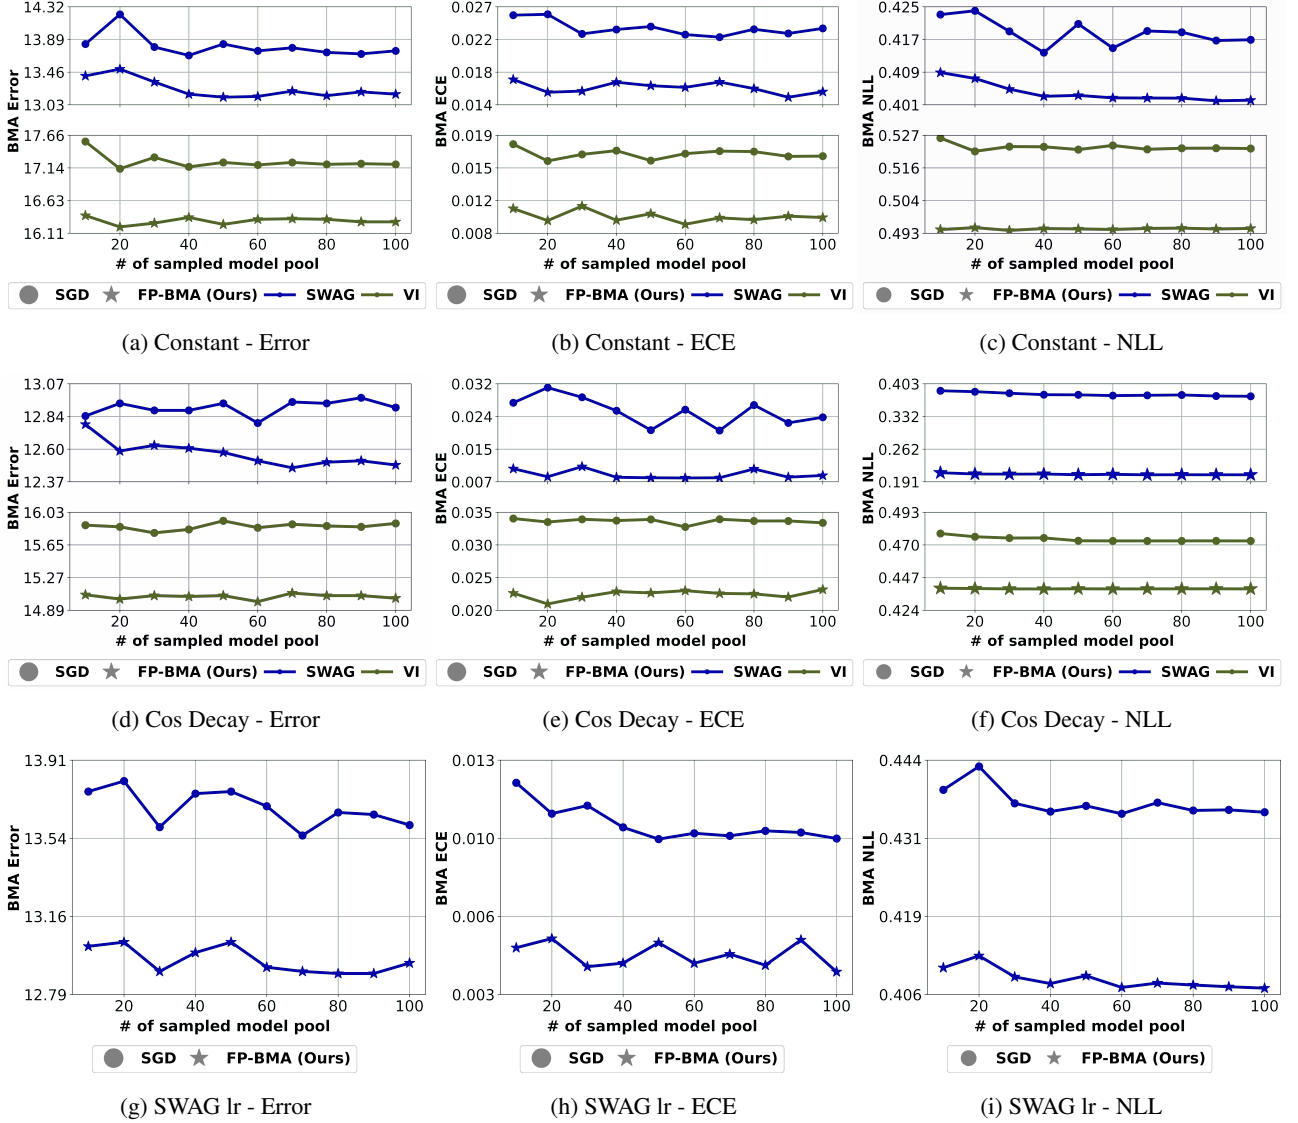 14.32
13.89
13.46
13.03
17.66
17.14
16.63
16.11
BMA Error
20 40 60 80 100
# of sampled model pool
SGD FP-BMA (Ours) SWAG VI
(a) Constant - Error
0.027
0.022
0.018
0.014
0.019
0.015
0.012
0.008
BMA ECE
20 40 60 80 100
# of sampled model pool
SGD FP-BMA (Ours) SWAG VI
(b) Constant - ECE
0.425
0.417
0.409
0.401
0.527
0.516
0.504
0.493
BMA NLL
20 40 60 80 100
# of sampled model pool
SGD FP-BMA (Ours) SWAG VI
(c) Constant - NLL
13.07
12.84
12.60
12.37
16.03
15.65
15.27
14.89
BMA Error
20 40 60 80 100
# of sampled model pool
SGD FP-BMA (Ours) SWAG VI
(d) Cos Decay - Error
0.032
0.024
0.015
0.007
0.035
0.030
0.025
0.020
BMA ECE
20 40 60 80 100
# of sampled model pool
SGD FP-BMA (Ours) SWAG VI
(e) Cos Decay - ECE
0.403
0.332
0.262
0.191
0.493
0.470
0.447
0.424
BMA NLL
20 40 60 80 100
# of sampled model pool
SGD FP-BMA (Ours) SWAG VI
(f) Cos Decay - NLL
13.91
13.54
13.16
12.79
BMA Error
20 40 60 80 100
# of sampled model pool
SGD FP-BMA (Ours)
(g) SWAG lr - Error
0.013
0.010
0.006
0.003
BMA ECE
20 40 60 80 100
# of sampled model pool
SGD FP-BMA (Ours)
(h) SWAG lr - ECE
0.444
0.431
0.419
0.406
BMA NLL
20 40 60 80 100
# of sampled model pool
SGD FP-BMA (Ours)
(i) SWAG lr - NLL